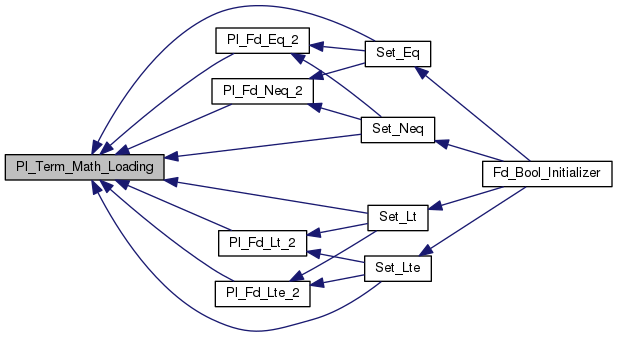 Pl_Fd_Eq_2
Set_Eq
Pl_Fd_Neq_2
Set_Neq
Pl_Term_Math_Loading
Fd_Bool_Initializer
Set_Lt
Pl_Fd_Lt_2
Set_Lte
Pl_Fd_Lte_2